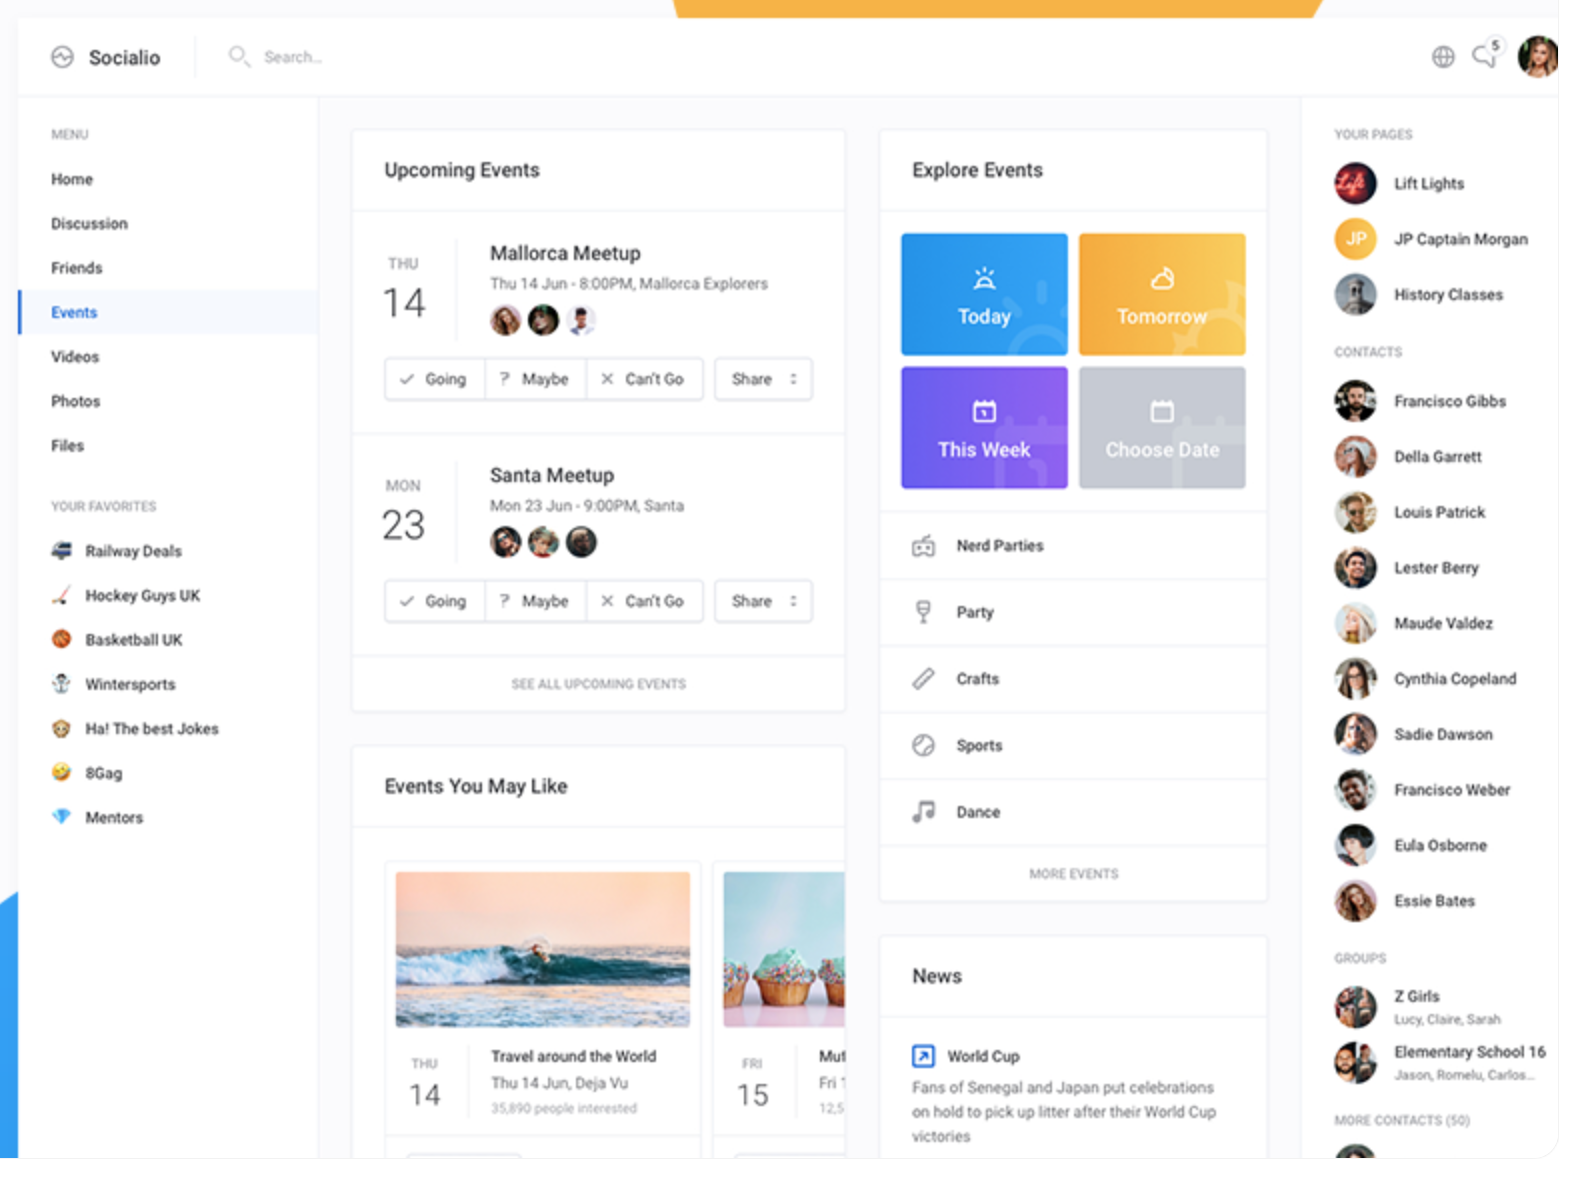 Socialio
Search...
5
MENU
Home
Discussion
Friends
Events
Videos
Photos
Files
YOUR FAVORITES
Railway Deals
Hockey Guys UK
Basketball UK
Wintersports
Ha! The best Jokes
8Gag
Mentors
Upcoming Events
THU
14
Mallorca Meetup
Thu 14 Jun - 8:00PM, Mallorca Explorers
Going
? Maybe
Can't Go
Share
MON
23
Santa Meetup
Mon 23 Jun - 9:00PM, Santa
Going
? Maybe
Can't Go
Share
SEE ALL UPCOMING EVENTS
Events You May Like
THU
14
Travel around the World
Thu 14 Jun, Deja Vu
35,890 people interested
FRI
15
Fri
12,5
Explore Events
Today
Tomorrow
1
This Week
Choose Date
Nerd Parties
Party
Crafts
Sports
Dance
MORE EVENTS
News
World Cup
Fans of Senegal and Japan put celebrations
on hold to pick up litter after their World Cup
victories
YOUR PAGES
Lift
Lift Lights
JP
JP Captain Morgan
History Classes
CONTACTS
Francisco Gibbs
Della Garrett
Louis Patrick
Lester Berry
Maude Valdez
Cynthia Copeland
Sadie Dawson
Francisco Weber
Eula Osborne
Essie Bates
GROUPS
Z Girls
Lucy, Claire, Sarah
Elementary School 16
Jason, Romelu, Carlos...
MORE CONTACTS (50)